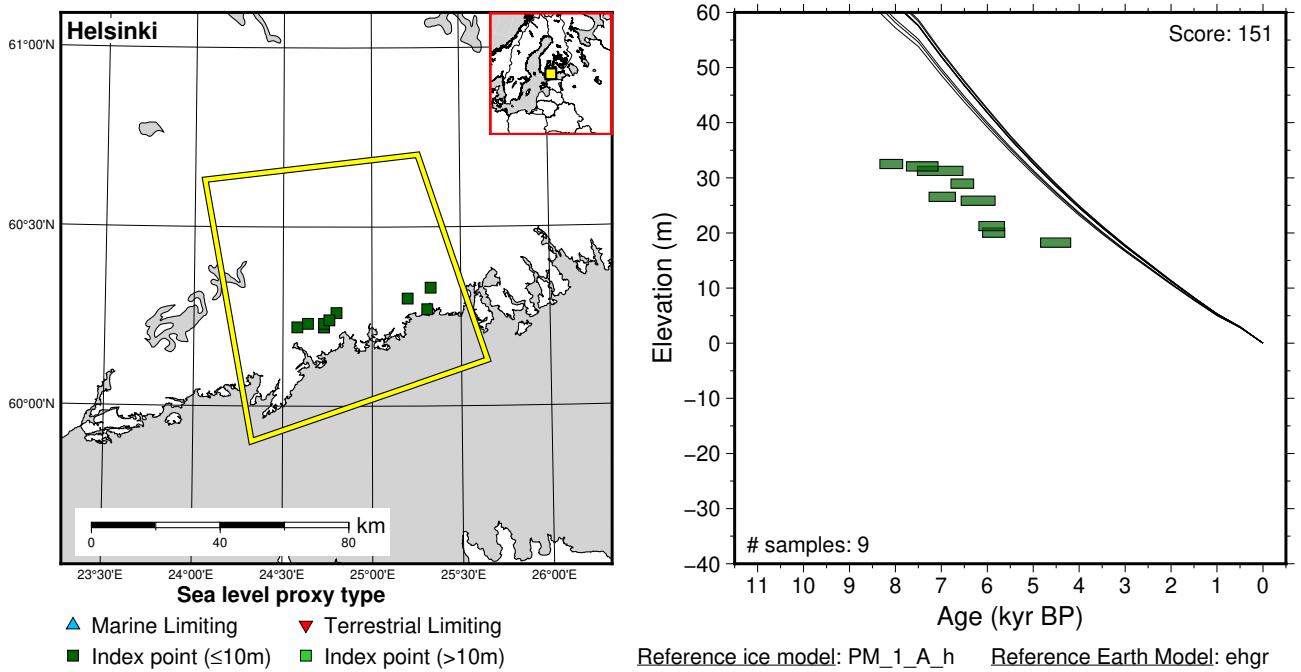 Helsinki
61°00'N
60°30'N
60°00'N
km
0 40 80
23°30'E 24°00'E 24°30'E 25°00'E 25°30'E 26°00'E
Sea level proxy type
Marine Limiting Terrestrial Limiting
Index point (≤10m) Index point (>10m)
Score: 151
60
50
40
30
20
10
0
−10
−20
−30
−40
Elevation (m)
# samples: 9
11 10 9 8 7 6 5 4 3 2 1 0
Age (kyr BP)
Reference ice model: PM_1_A_h Reference Earth Model: ehgr